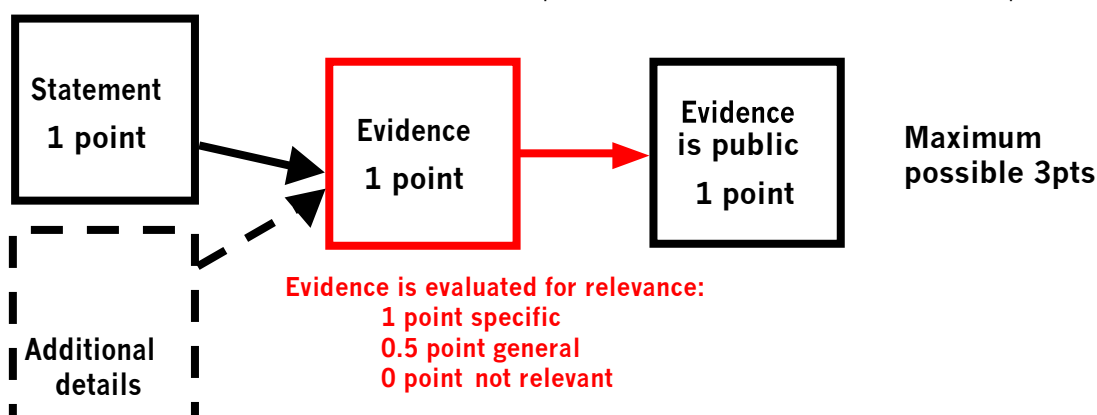 Statement
1 point
Evidence
1 point
Evidence
is public
1 point
Maximum
possible 3pts
Evidence is evaluated for relevance:
1 point specific
0.5 point general
0 point not relevant
Additional
details